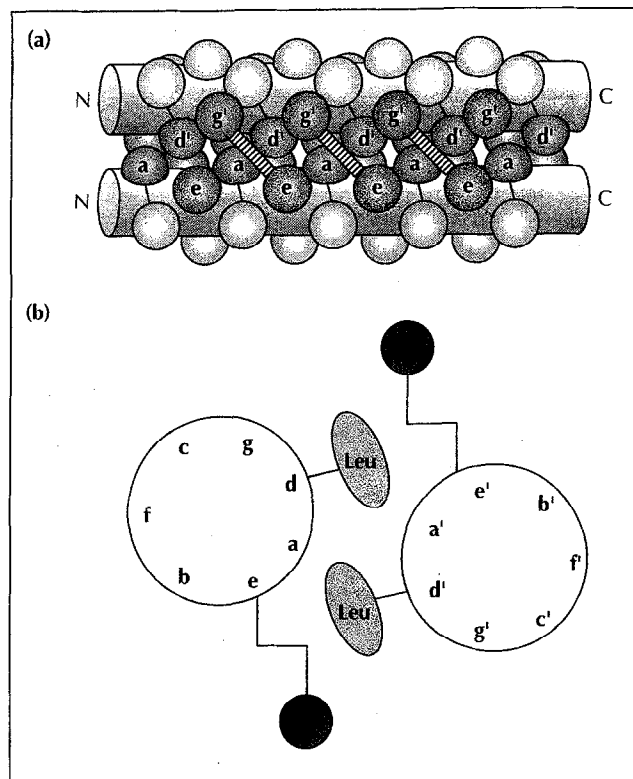 (a)
N g' g' g' g' C
d' d' d' d' d'
a a a a a
N e e e e C
(b)
c g
d Leu
f
a
b e
e' b'
a' f'
Leu d'
g' c'